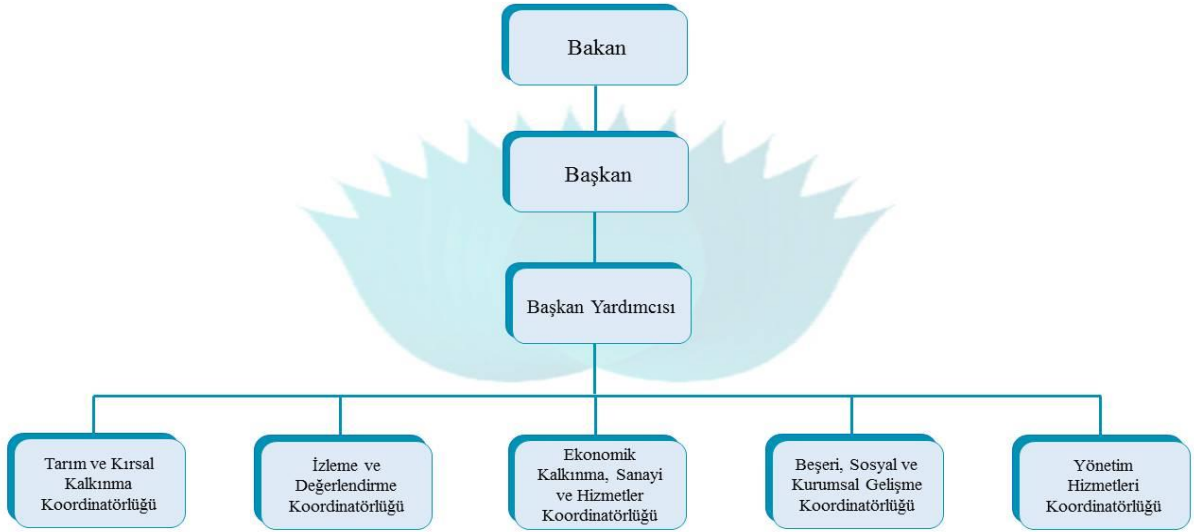 Bakan
Başkan
Başkan Yardımcısı
Tarım ve Kırsal
Kalkınma
Koordinatörlüğü
İzleme ve
Değerlendirme
Koordinatörlüğü
Ekonomik
Kalkınma, Sanayi
ve Hizmetler
Koordinatörlüğü
Beşeri, Sosyal ve
Kurumsal Gelişme
Koordinatörlüğü
Yönetim
Hizmetleri
Koordinatörlüğü